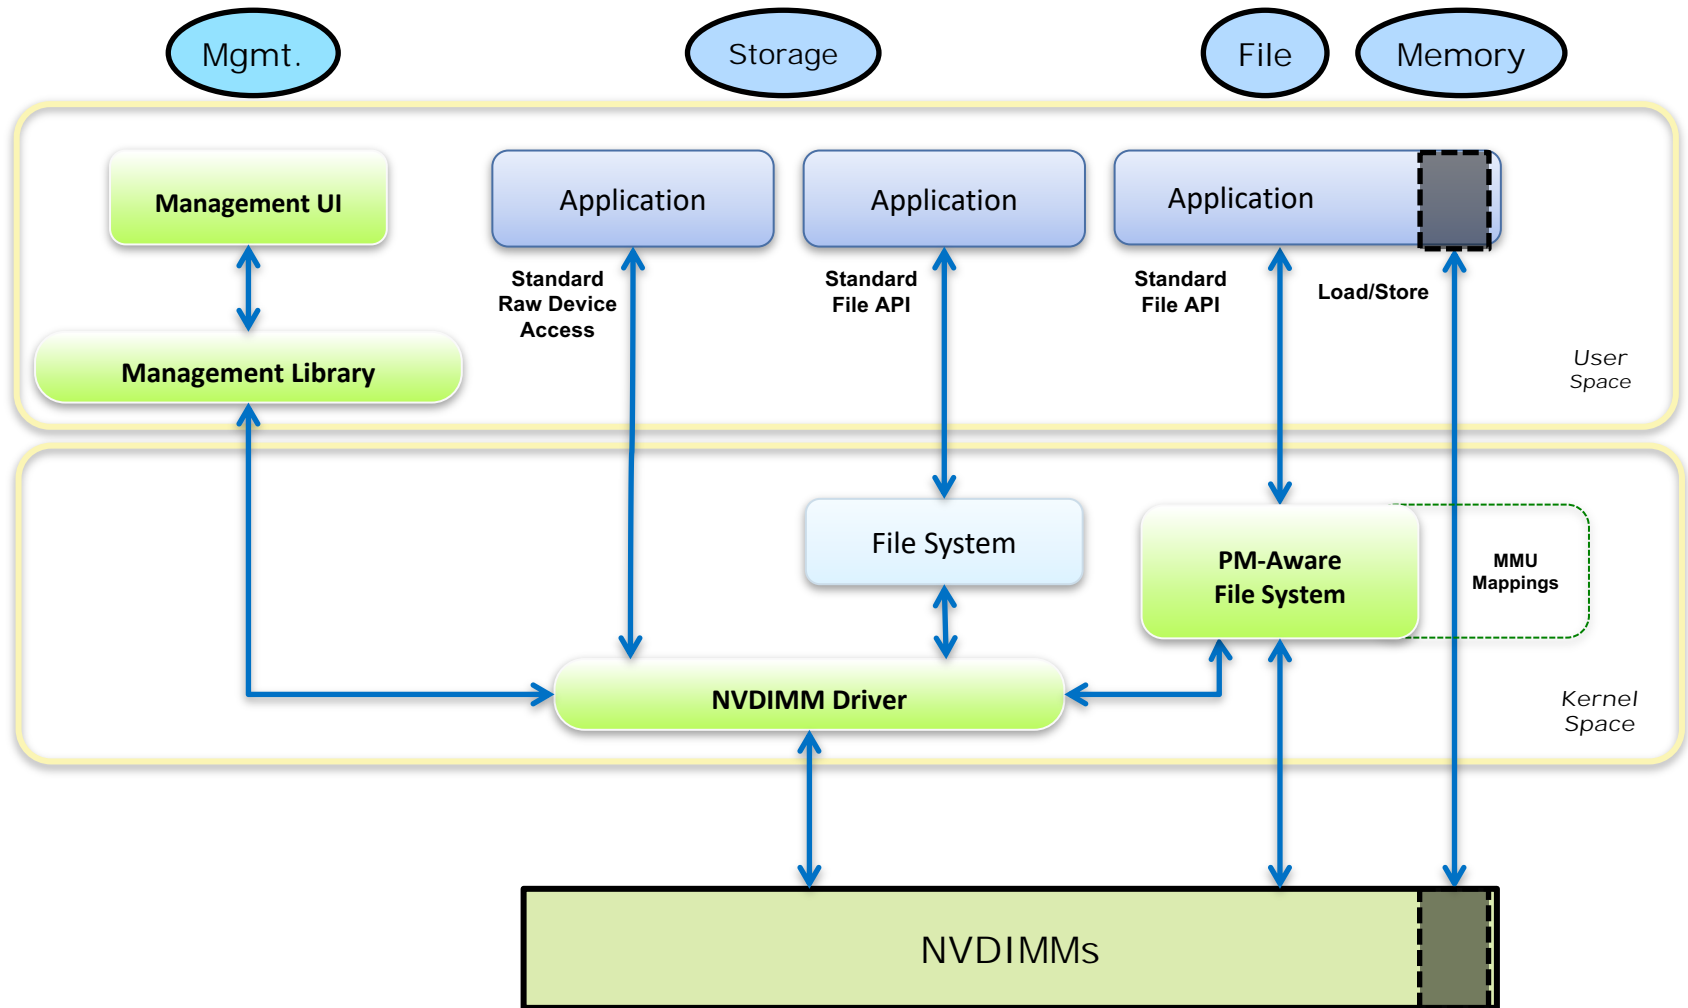 Mgmt.
Storage
File
Memory
Management UI
Application
Application
Application
Standard
Raw Device
Access
Standard
File API
Standard
File API
Load/Store
Management Library
User
Space
File System
PM-Aware
File System
MMU
Mappings
NVDIMM Driver
Kernel
Space
NVDIMMs